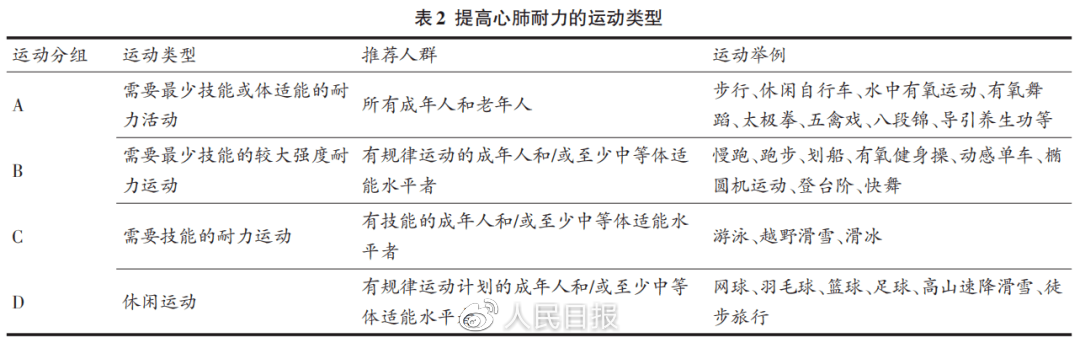 表2 提高心肺耐力的运动类型
运动分组 运动类型 推荐人群 运动举例
A 需要最少技能或体适能的耐力活动 所有成年人和老年人 步行、休闲自行车、水中有氧运动、有氧舞蹈、太极拳、五禽戏、八段锦、导引养生功等
B 需要最少技能的较大强度耐力运动 有规律运动的成年人和/或至少中等体适能水平者 慢跑、跑步、划船、有氧健身操、动感单车、椭圆机运动、登台阶、快舞
C 需要技能的耐力运动 有技能的成年人和/或至少中等体适能水平者 游泳、越野滑雪、滑冰
D 休闲运动 有规律运动计划的成年人和/或至少中等体适能水平 网球、羽毛球、篮球、足球、高山速降滑雪、徒步旅行
人民日报